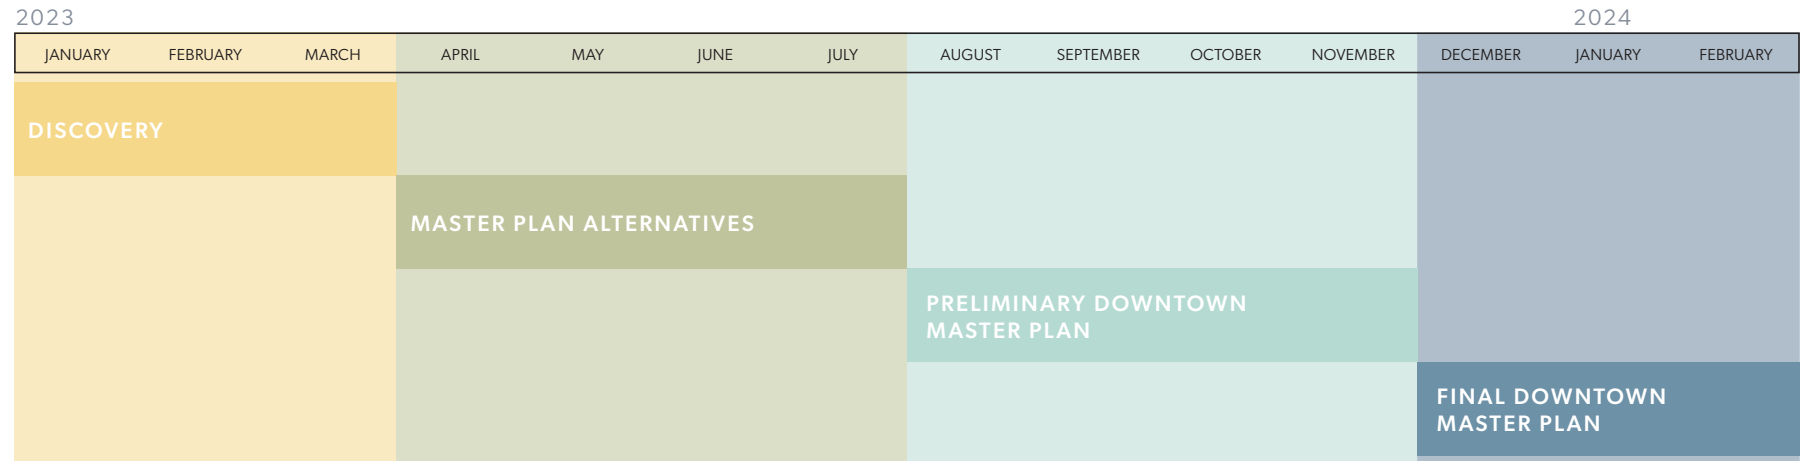 2023 2024
JANUARY FEBRUARY MARCH APRIL MAY JUNE JULY AUGUST SEPTEMBER OCTOBER NOVEMBER DECEMBER JANUARY FEBRUARY
DISCOVERY
MASTER PLAN ALTERNATIVES
PRELIMINARY DOWNTOWN
MASTER PLAN
FINAL DOWNTOWN
MASTER PLAN